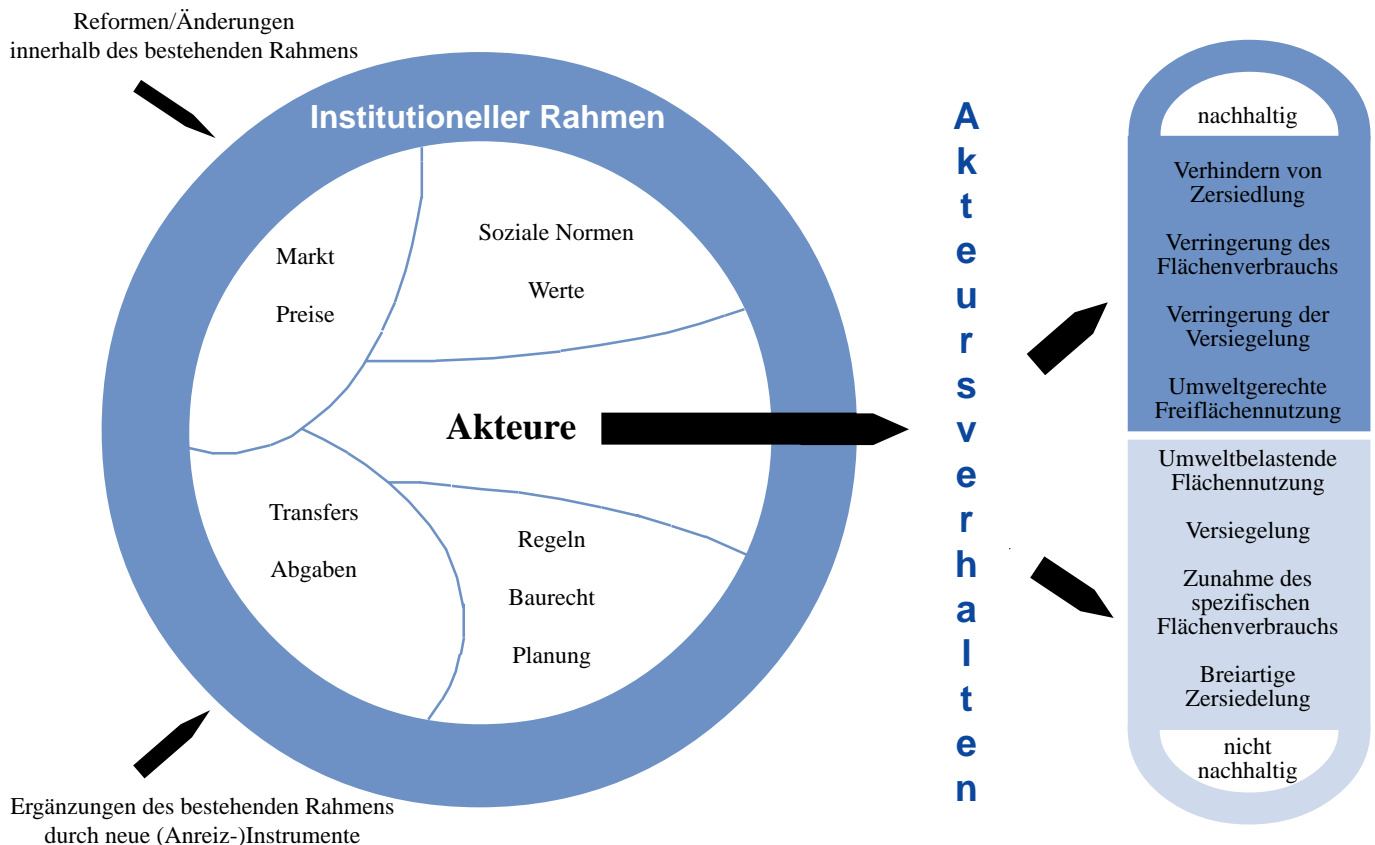 Reformen/Änderungen
innerhalb des bestehenden Rahmens
Institutioneller Rahmen
Markt
Preise
Soziale Normen
Werte
Akteure
Transfers
Abgaben
Regeln
Baurecht
Planung
Ergänzungen des bestehenden Rahmens
durch neue (Anreiz-)Instrumente
Akteursverhalten
nachhaltig
Verhindern von
Zersiedlung
Verringerung des
Flächenverbrauchs
Verringerung der
Versiegelung
Umweltgerechte
Freiflächennutzung
Umweltbelastende
Flächennutzung
Versiegelung
Zunahme des
spezifischen
Flächenverbrauchs
Breiartige
Zersiedelung
nicht
nachhaltig